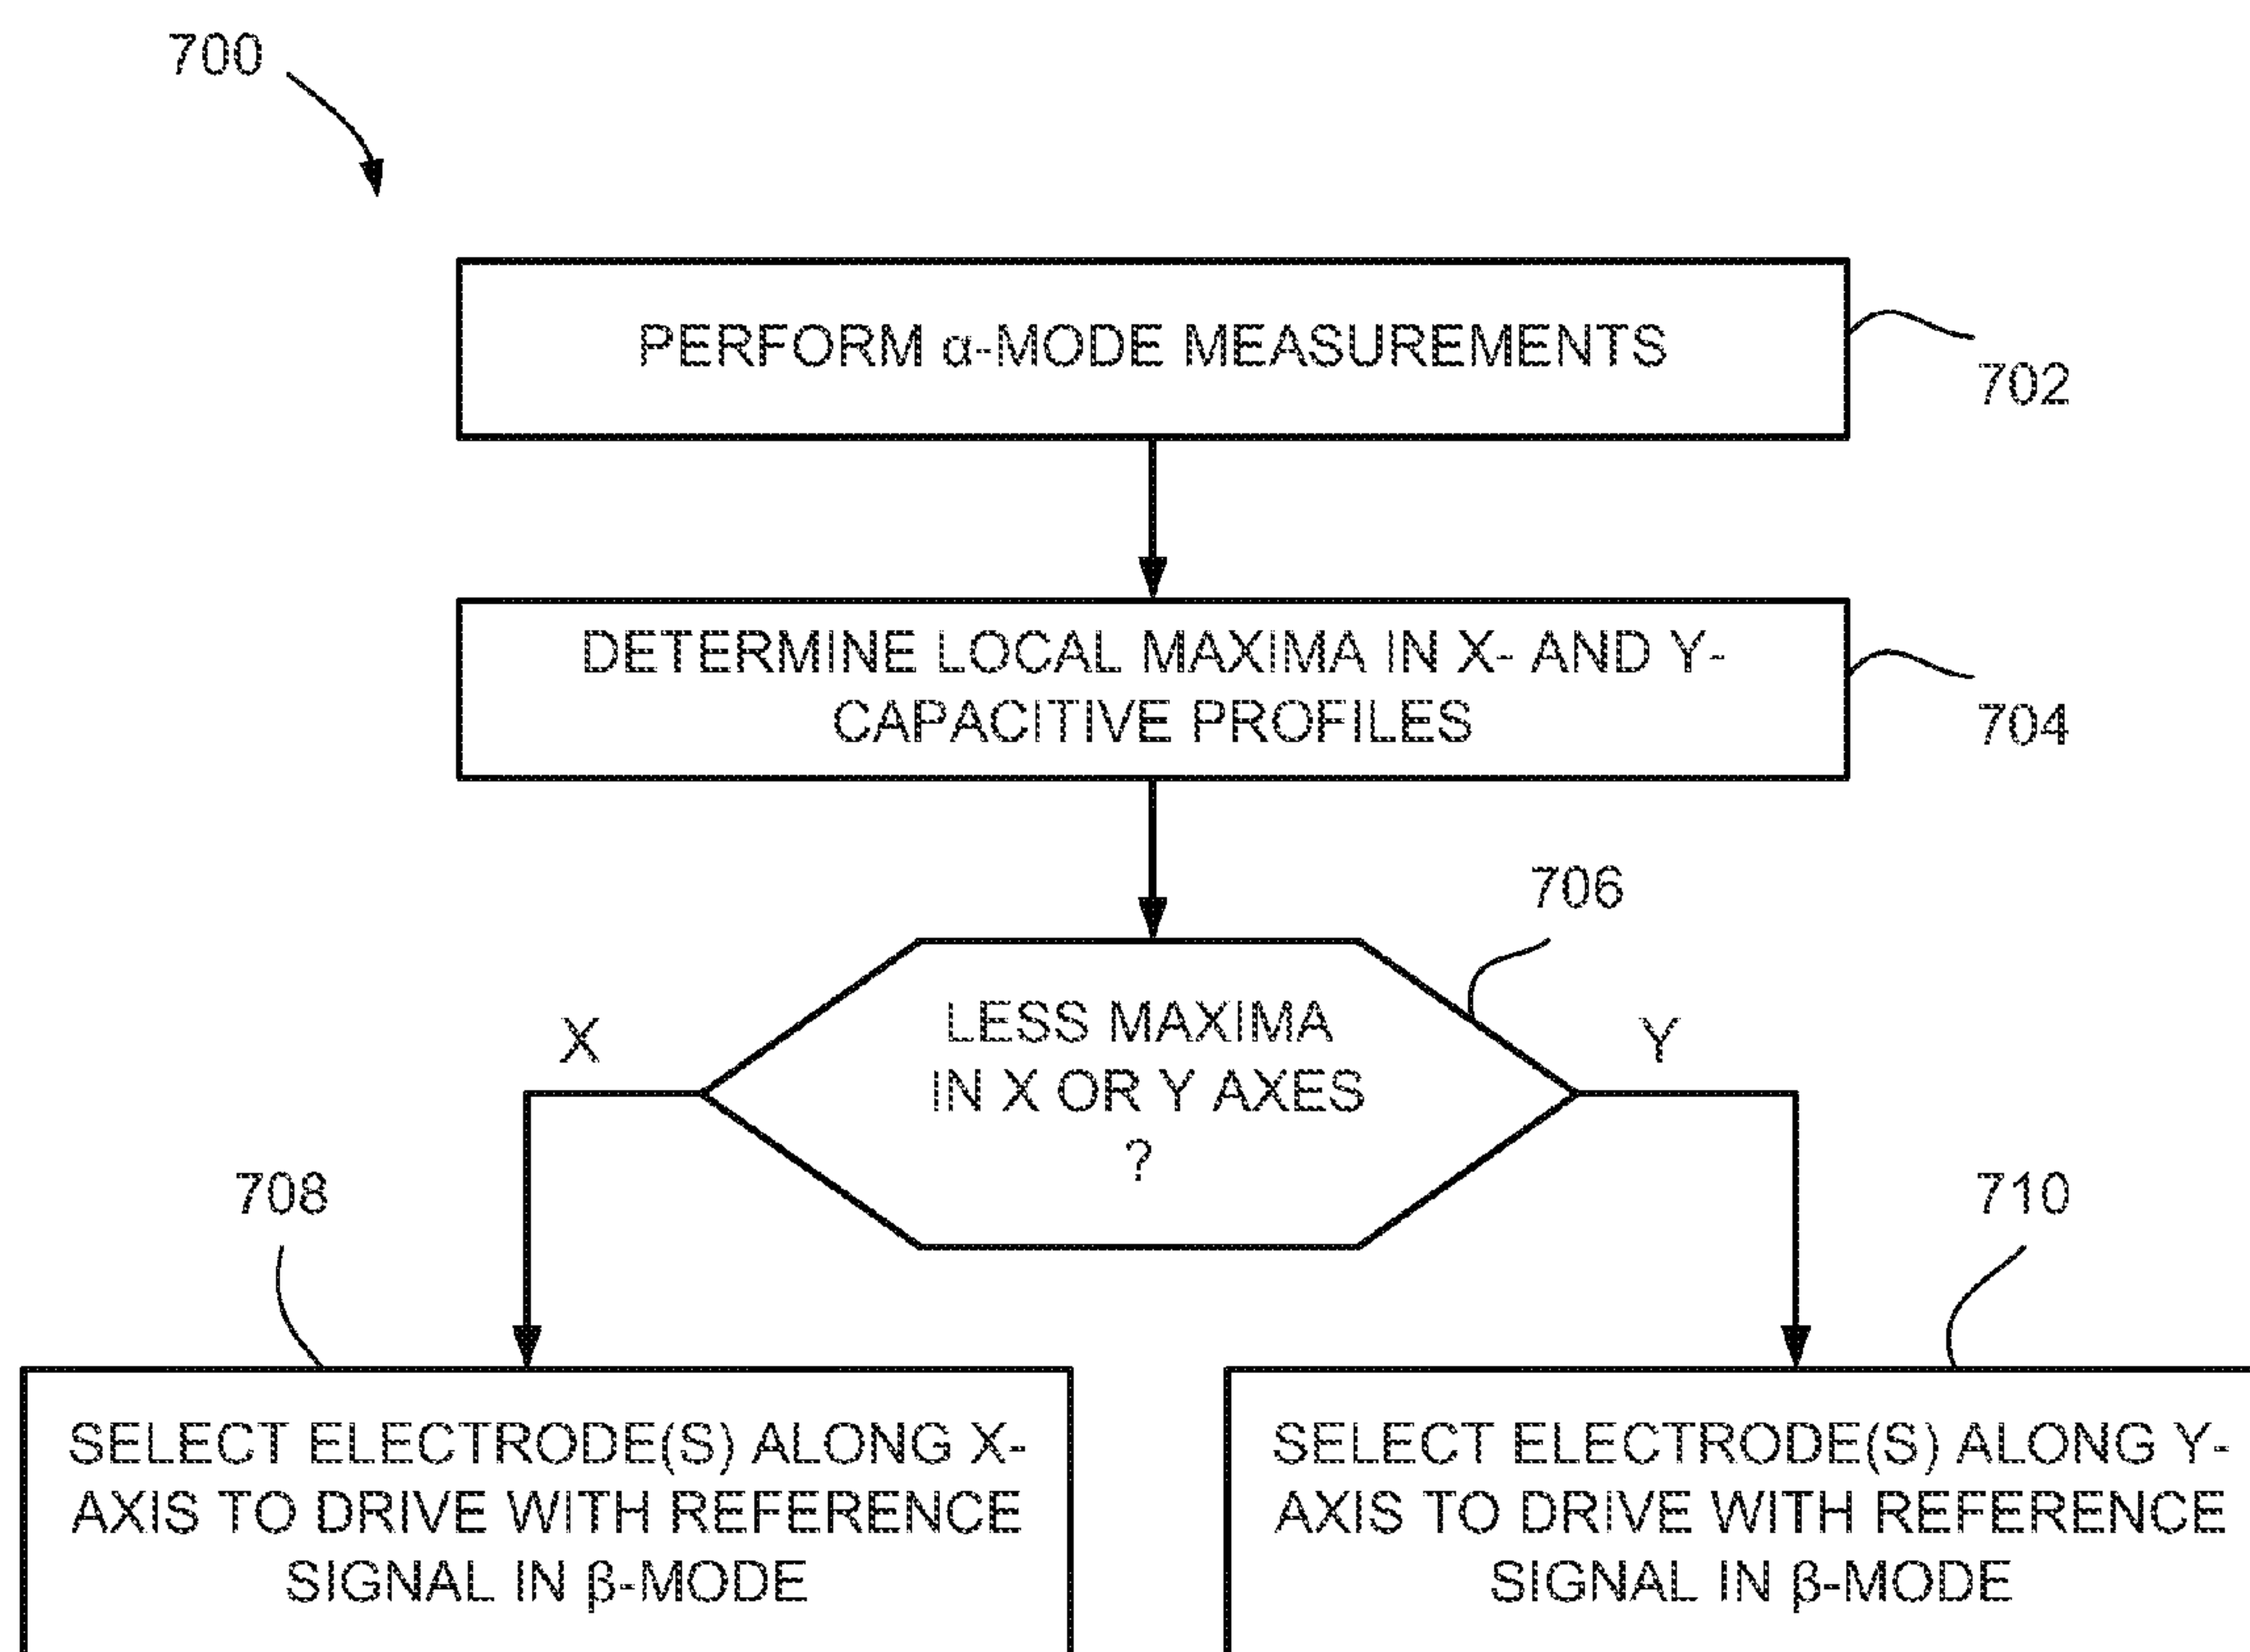 700
PERFORM α-MODE MEASUREMENTS
702
DETERMINE LOCAL MAXIMA IN X- AND Y-
CAPACITIVE PROFILES
704
706
LESS MAXIMA
IN X OR Y AXES
?
X
Y
708
710
SELECT ELECTRODE(S) ALONG X-
AXIS TO DRIVE WITH REFERENCE
SIGNAL IN β-MODE
SELECT ELECTRODE(S) ALONG Y-
AXIS TO DRIVE WITH REFERENCE
SIGNAL IN β-MODE